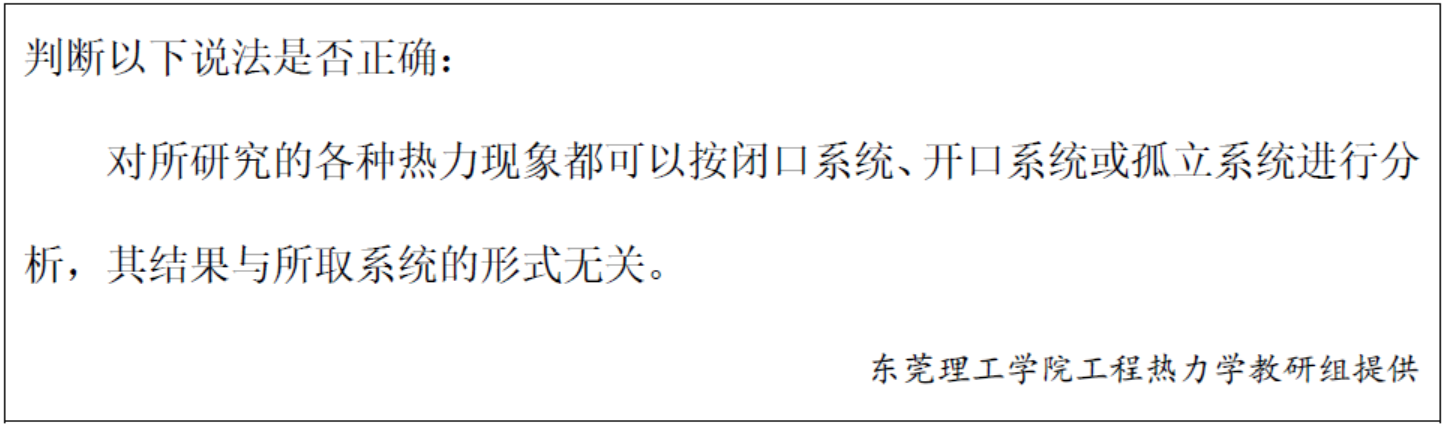 判断以下说法是否正确：
对所研究的各种热力现象都可以按闭口系统、开口系统或孤立系统进行分
析，其结果与所取系统的形式无关。
东莞理工学院工程热力学教研组提供